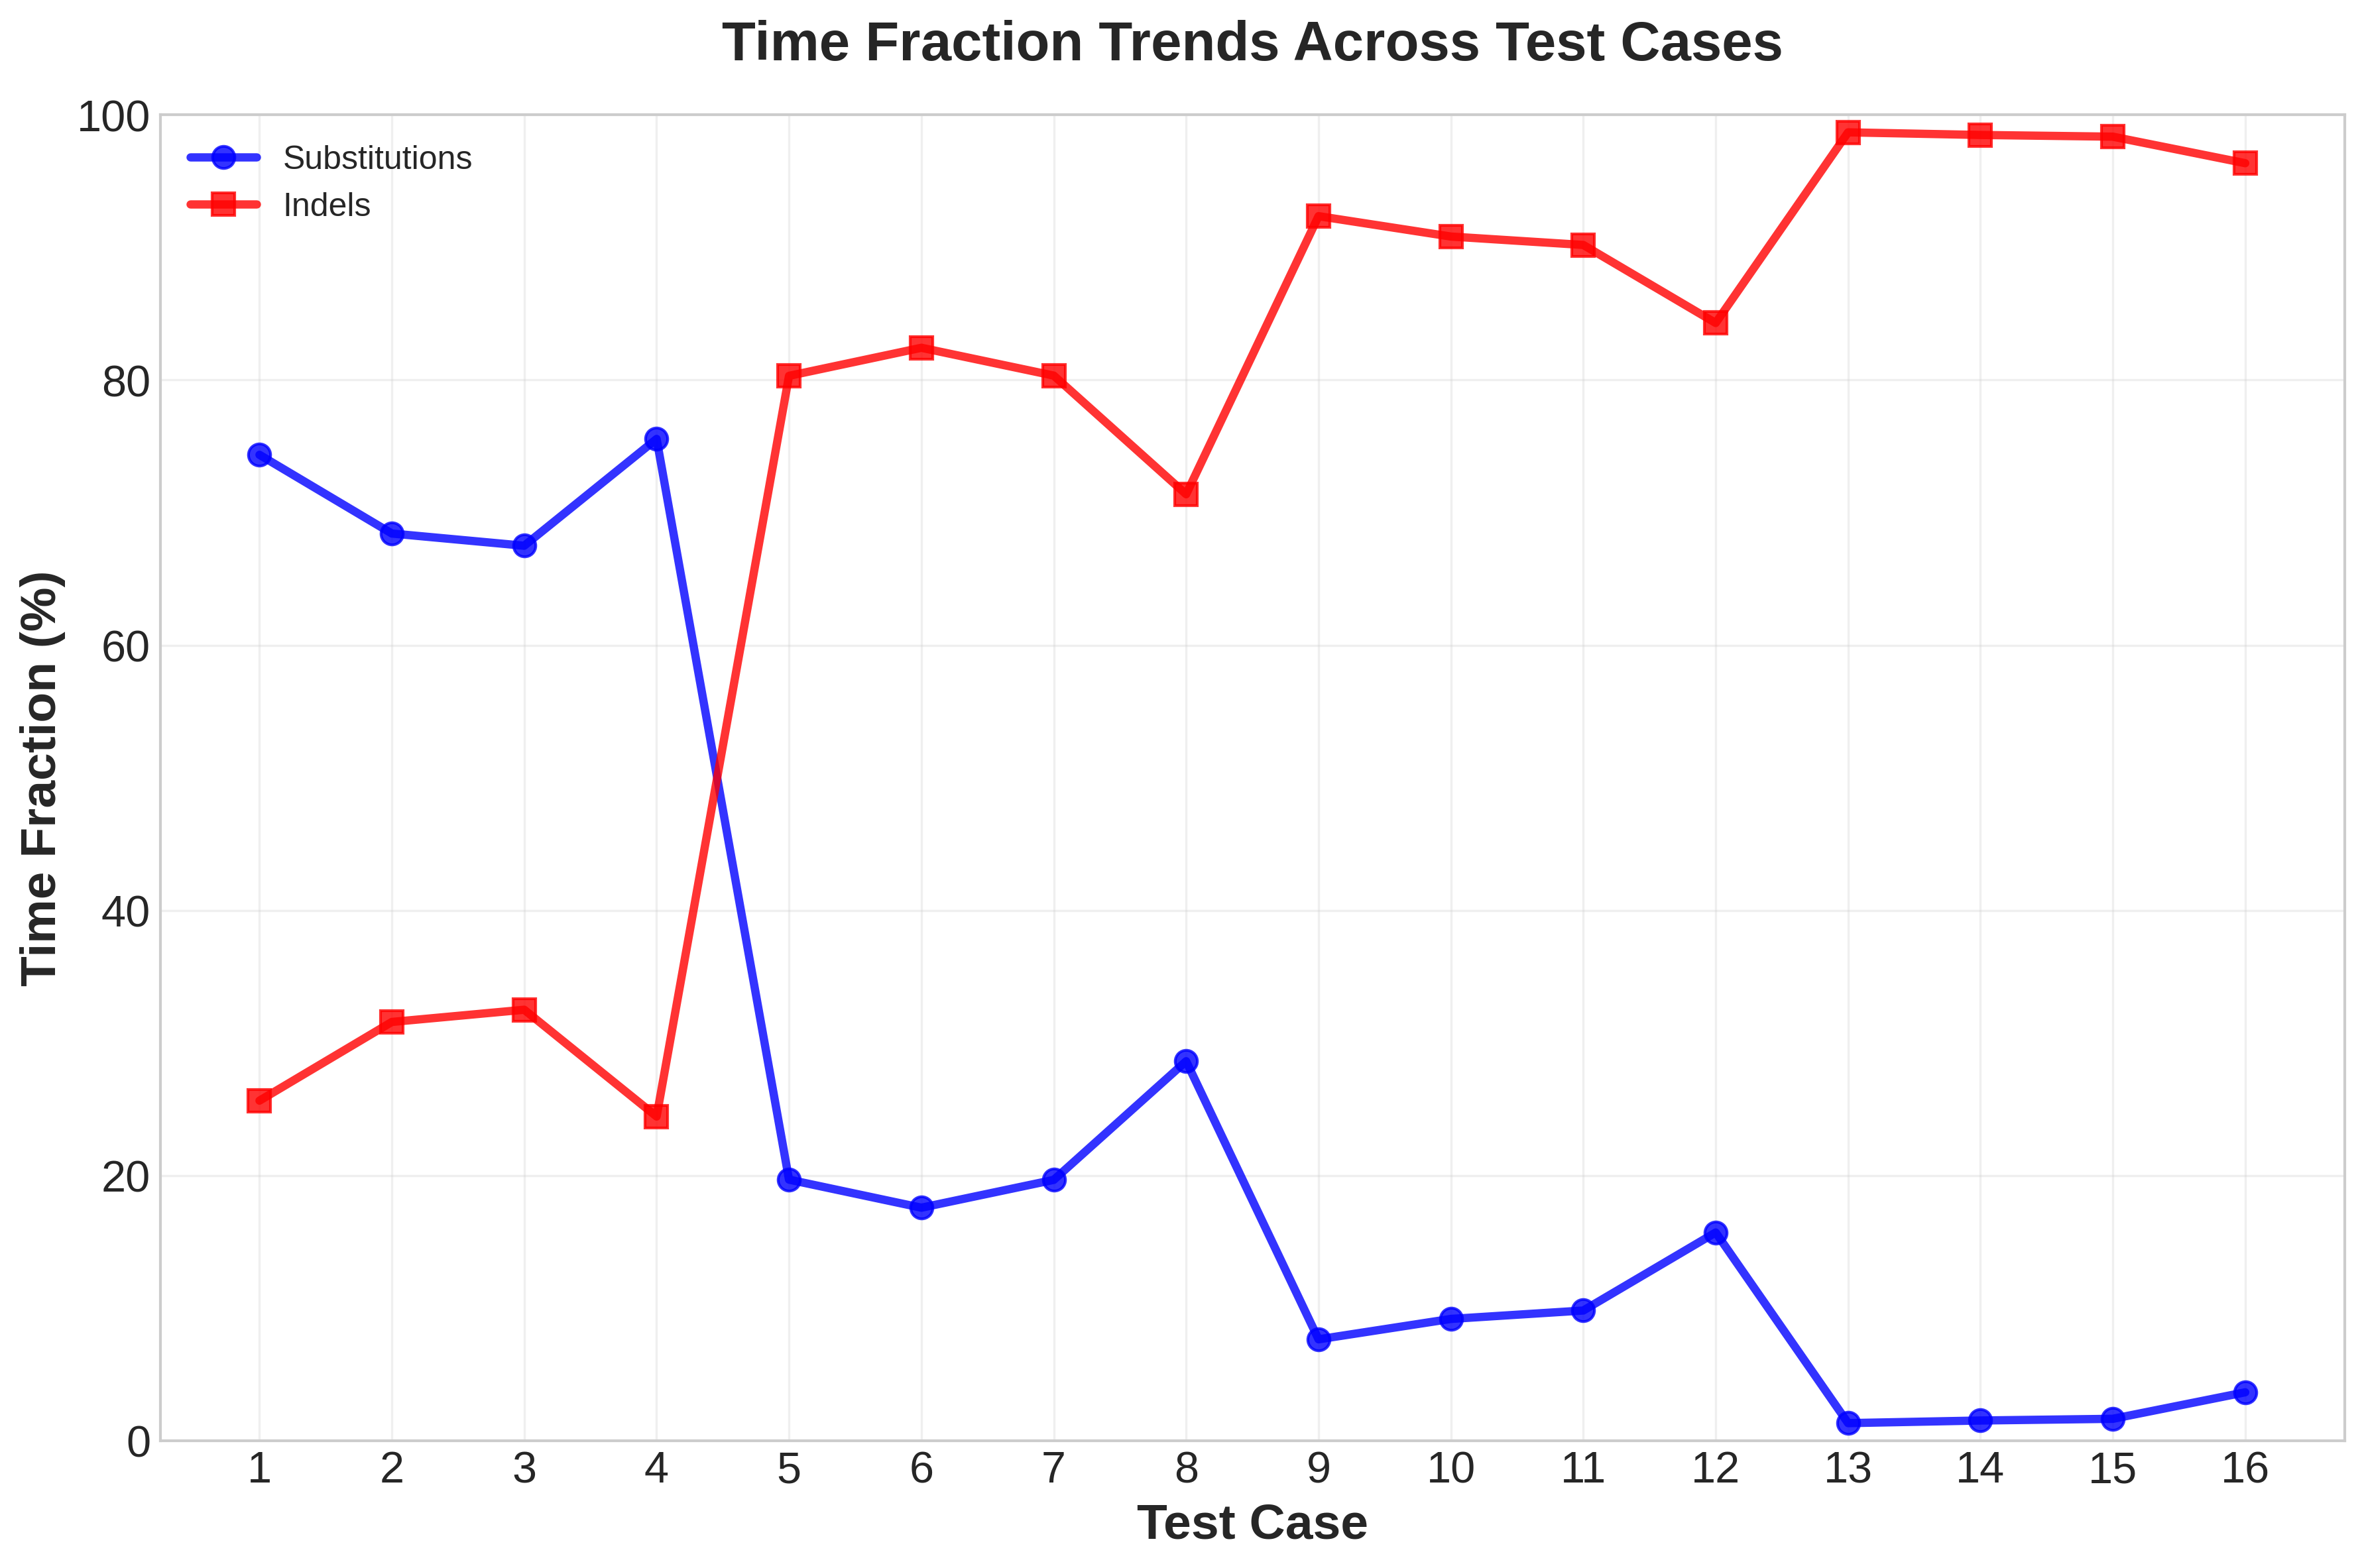 Time Fraction Trends Across Test Cases
Substitutions
Indels
Time Fraction (%)
100
80
60
40
20
0
1 2 3 4 5 6 7 8 9 10 11 12 13 14 15 16
Test Case